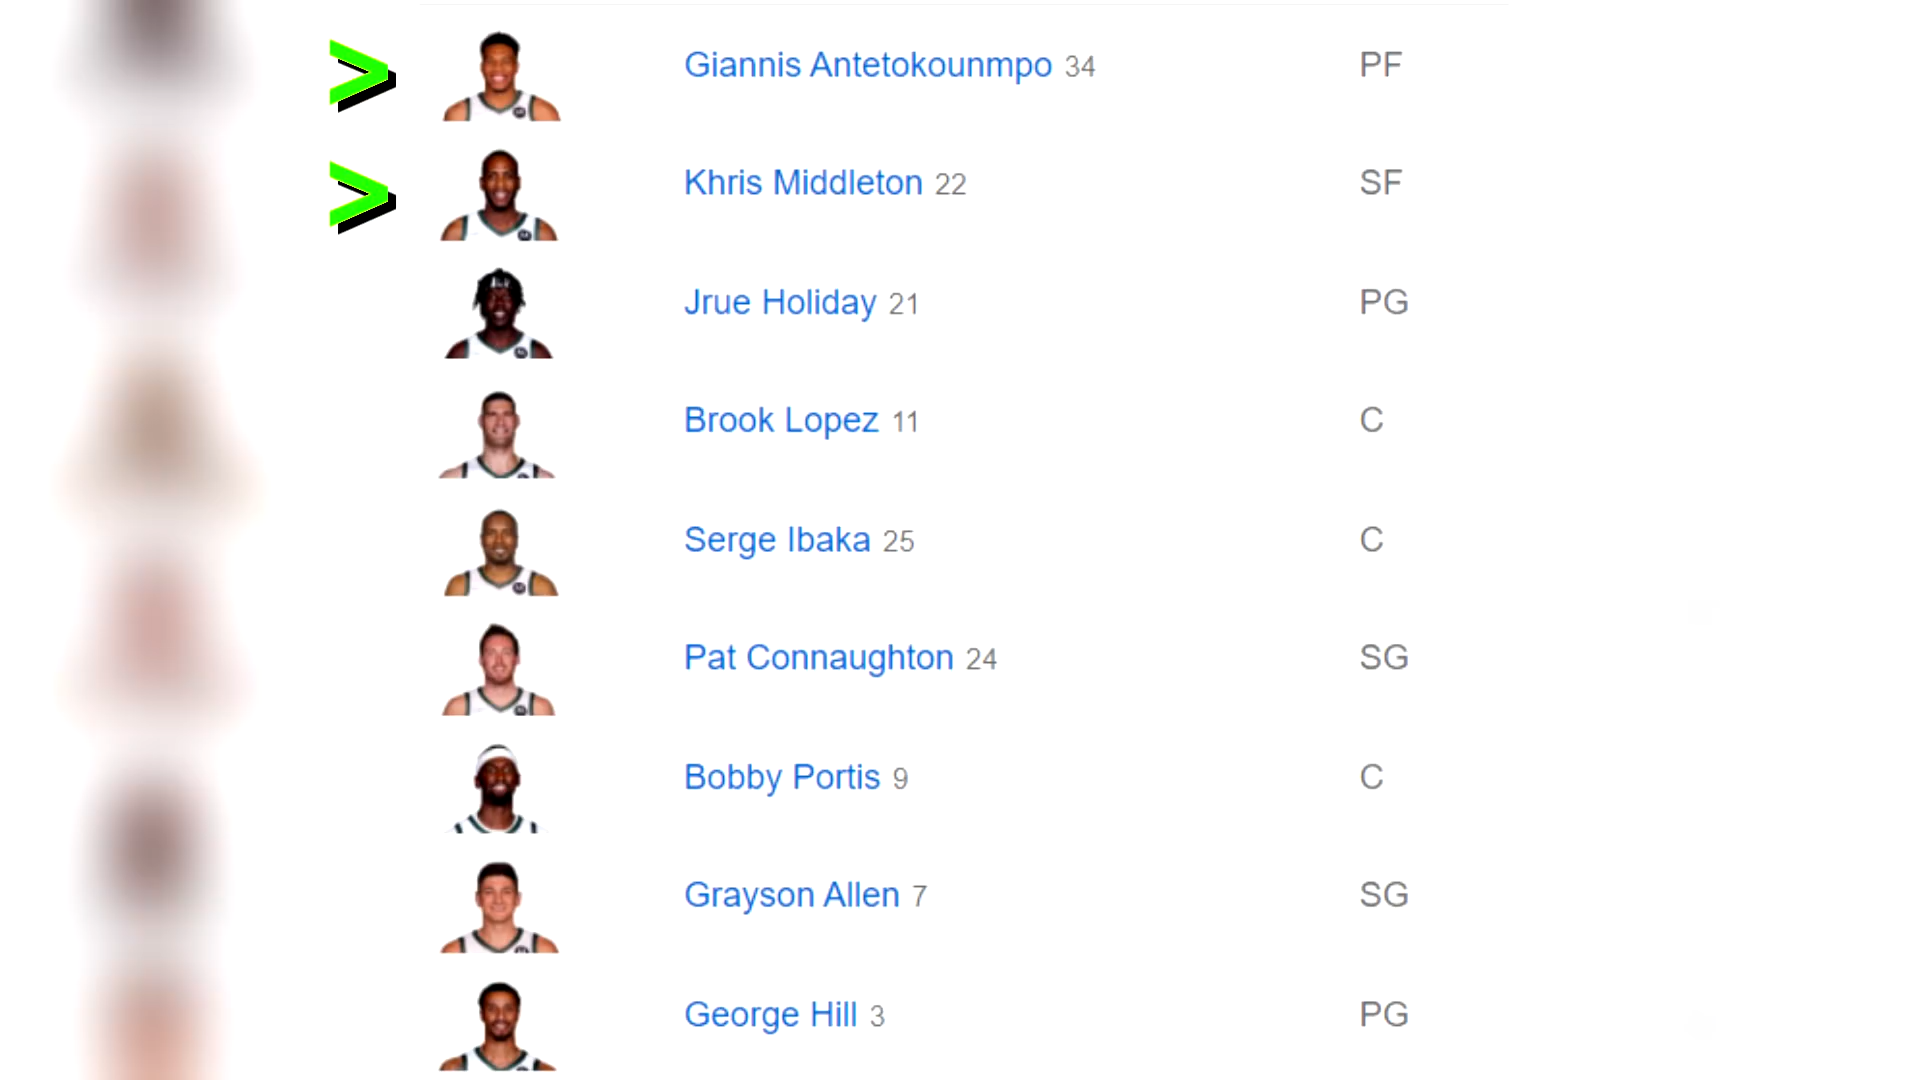 > Giannis Antetokounmpo 34 PF
> Khris Middleton 22 SF
Jrue Holiday 21 PG
Brook Lopez 11 C
Serge Ibaka 25 C
Pat Connaughton 24 SG
Bobby Portis 9 C
Grayson Allen 7 SG
George Hill 3 PG